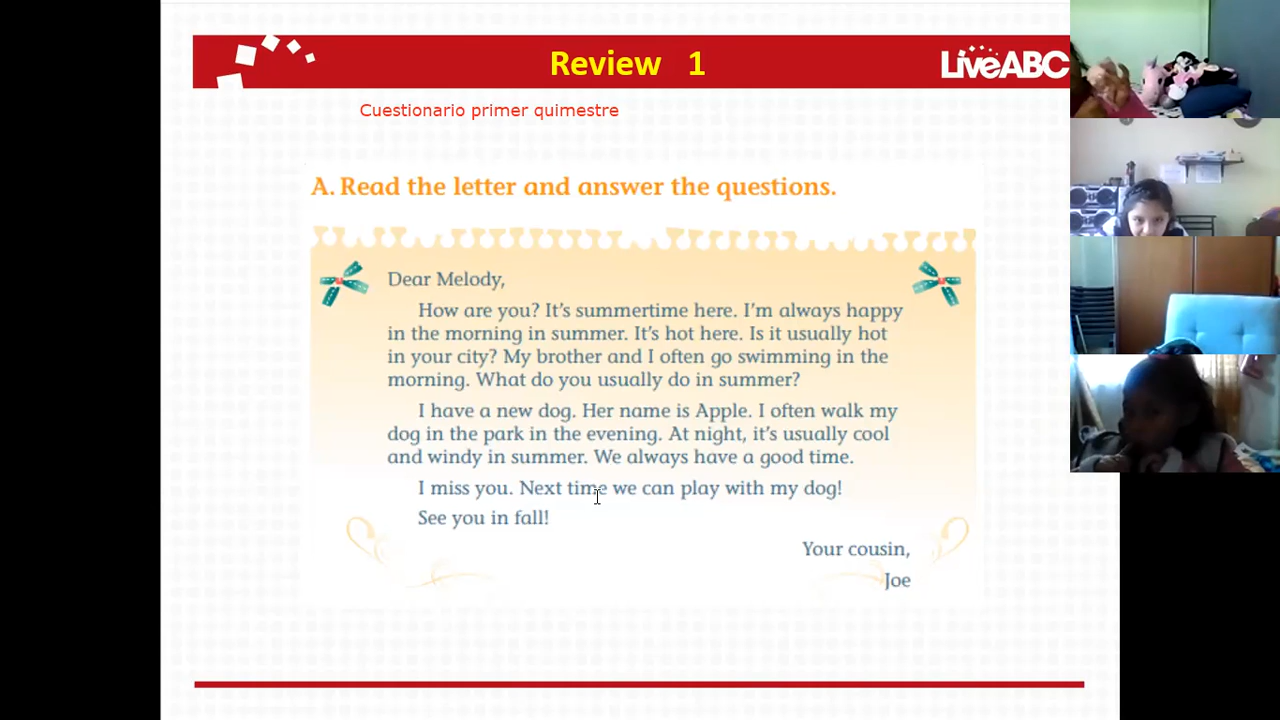 Review 1
LiveABC
Cuestionario primer quimestre
A. Read the letter and answer the questions.
Dear Melody,
How are you? It's summertime here. I'm always happy
in the morning in summer. It's hot here. Is it usually hot
in your city? My brother and I often go swimming in the
morning. What do you usually do in summer?
I have a new dog. Her name is Apple. I often walk my
dog in the park in the evening. At night, it's usually cool
and windy in summer. We always have a good time.
I miss you. Next time we can play with my dog!
See you in fall!
Your cousin,
Joe